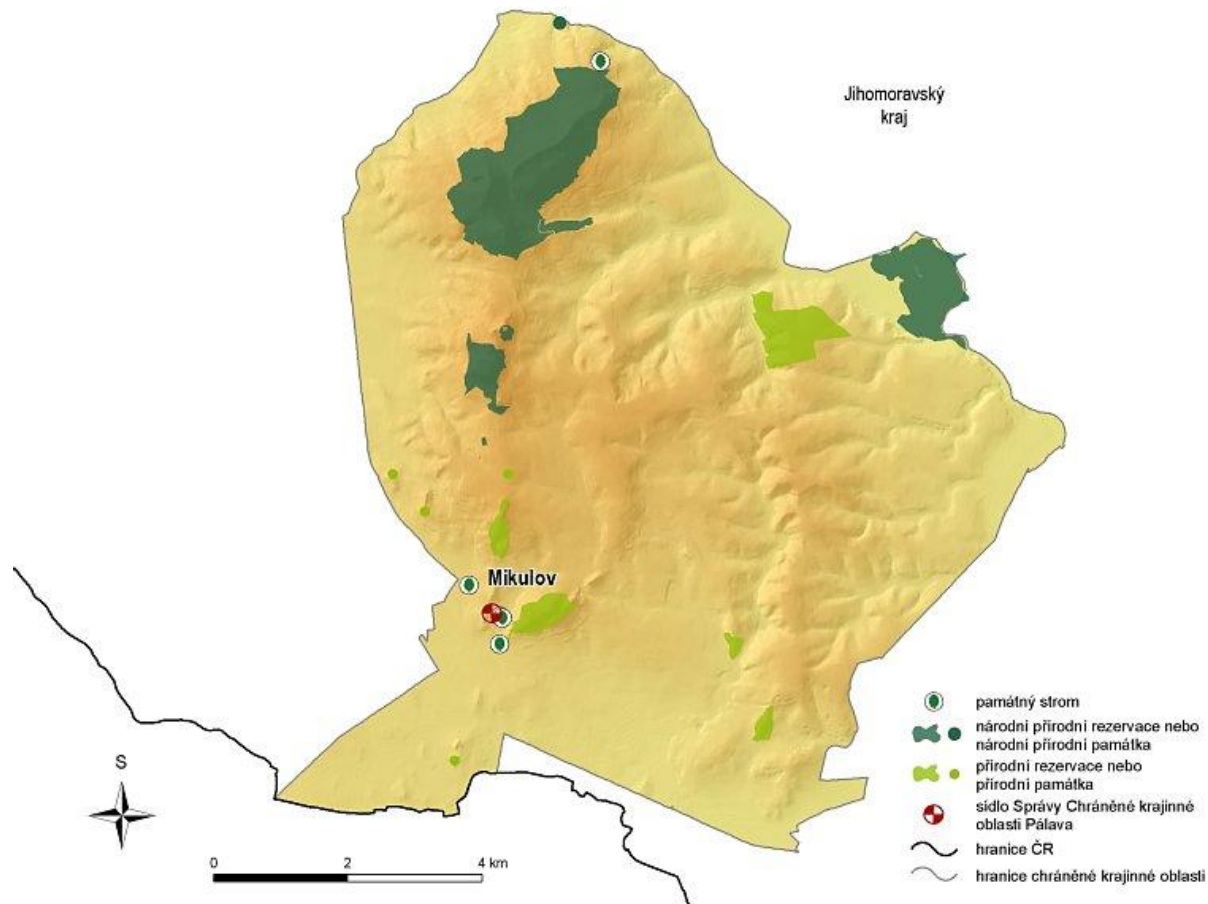 Jihomoravský
kraj
Mikulov
S
0 2 4 km
památný strom
národní přírodní rezervace nebo
národní přírodní památka
přírodní rezervace nebo
přírodní památka
sídlo Správy Chráněné krajinné
oblasti Pálava
hranice ČR
hranice chráněné krajinné oblasti